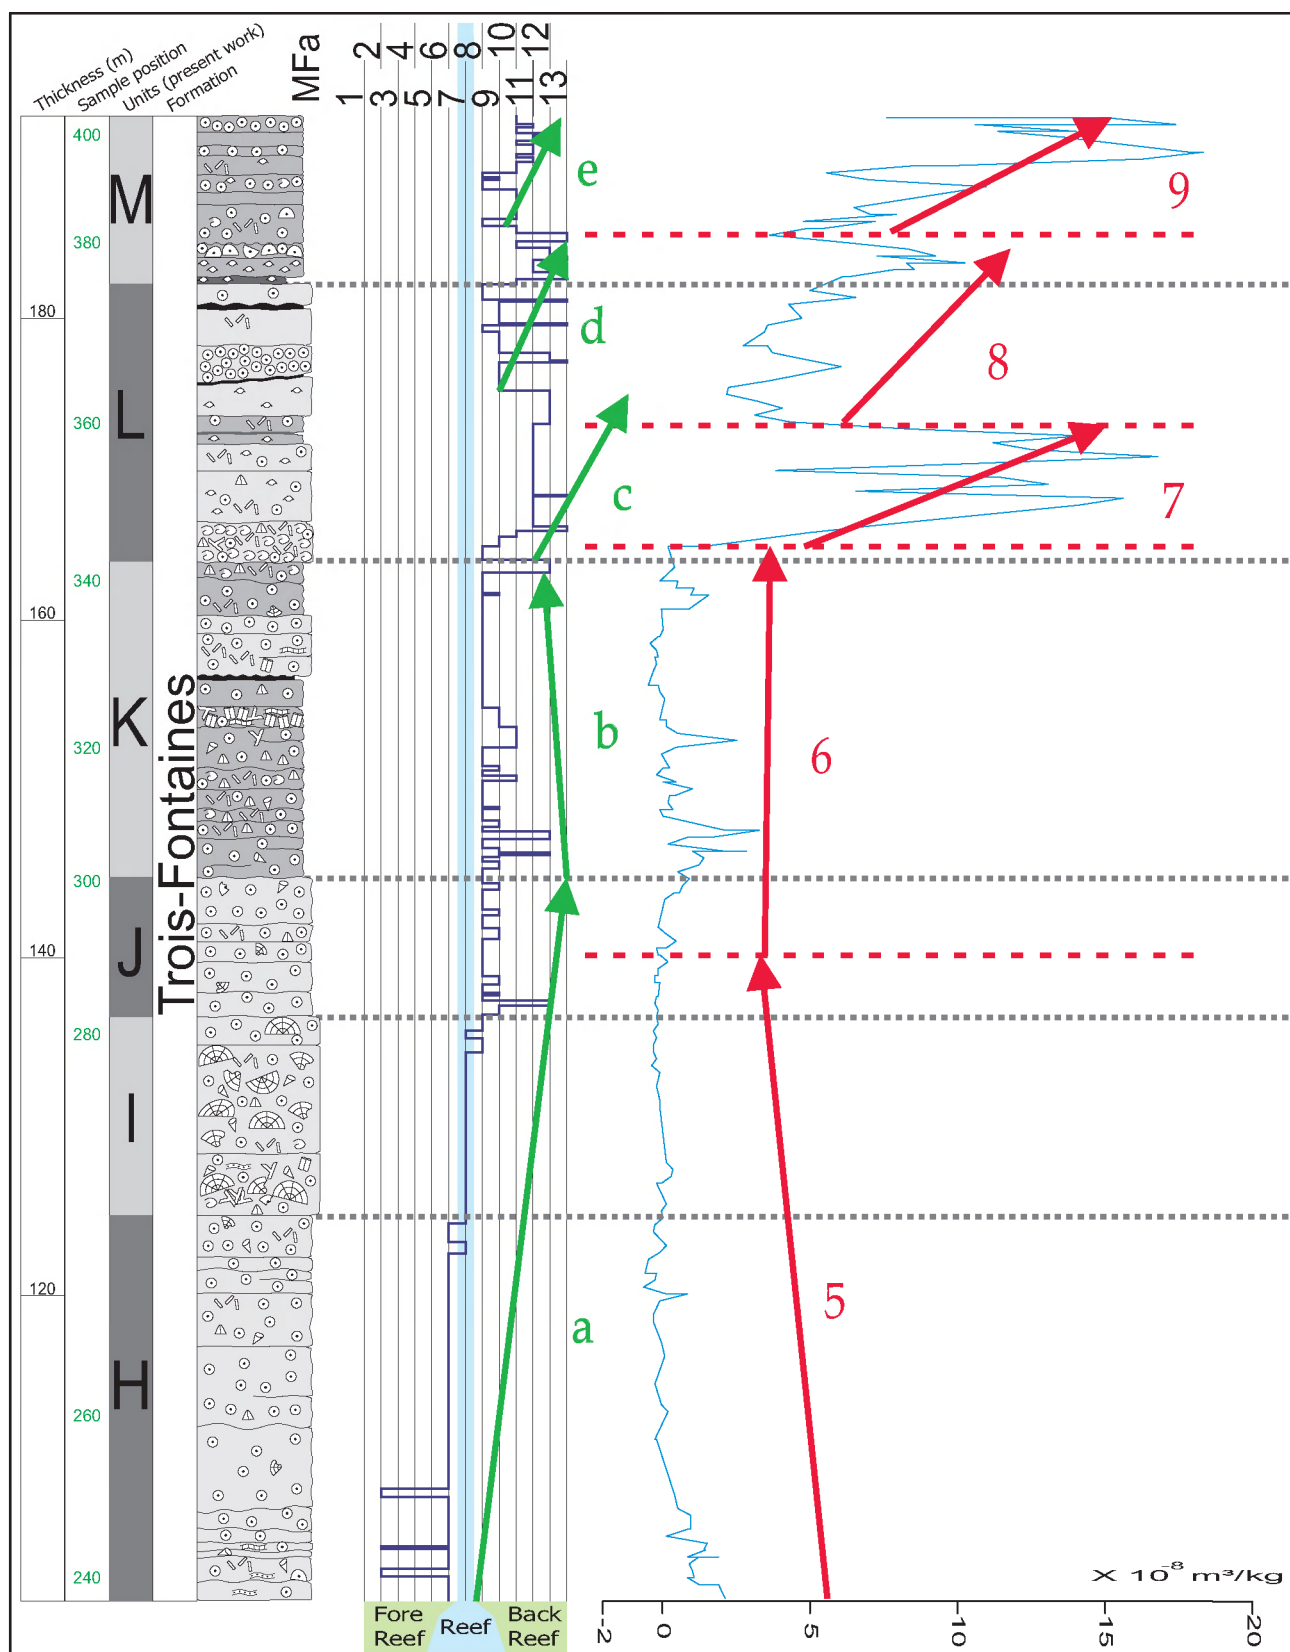 Thickness (m)
Sample position
Units (present work)
Formation
MFa
1
2
3
4
5
6
7
8
9
10
11
12
13
400
M
380
180
L
360
340
160
K
320
Trois-Fontaines
300
J
140
280
I
120
H
260
240
e
d
c
b
a
9
8
7
6
5
Fore
Reef
Reef
Back
Reef
X 10⁻⁸ m³/kg
-2
0
5
10
15
20